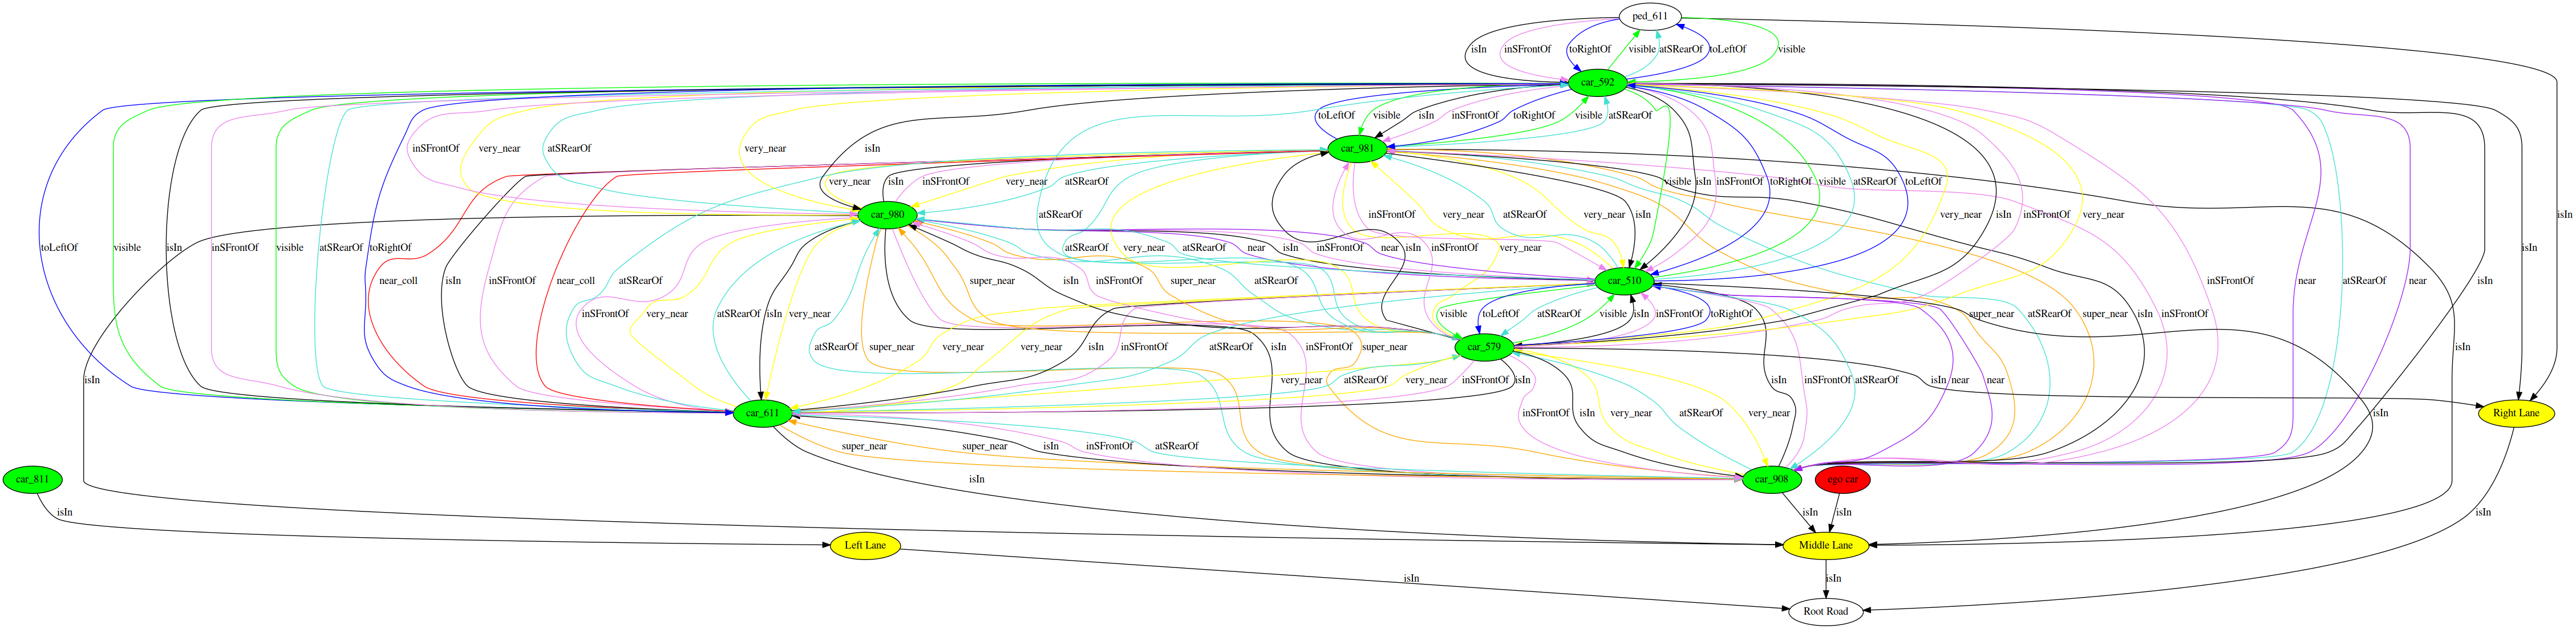 ped_611
isIn inSFrontOf toRightOf visible atSRearOf toLeftOf visible
car_592
toLeftOf visible isIn atSRearOf visible
isIn inSFrontOf toRightOf
car_981
inSFrontOf very_near atSRearOf very_near isIn
very_near isIn inSFrontOf very_near atSRearOf visible isIn inSFrontOf toRightOf visible atSRearOf toLeftOf isIn
car_980
atSRearOf inSFrontOf very_near atSRearOf very_near isIn very_near isIn inSFrontOf very_near
toLeftOf visible isIn inSFrontOf visible atSRearOf toRightOf atSRearOf atSRearOf very_near atSRearOf near isIn inSFrontOf near isIn inSFrontOf very_near isIn
near_coll isIn inSFrontOf near_coll atSRearOf super_near isIn inSFrontOf super_near atSRearOf near atSRearOf isIn
car_510
inSFrontOf
inSFrontOf very_near atSRearOf isIn very_near visible toLeftOf atSRearOf visible isIn inSFrontOf toRightOf super_near atSRearOf super_near isIn inSFrontOf
atSRearOf super_near very_near very_near isIn inSFrontOf atSRearOf isIn inSFrontOf super_near isIn
car_579
very_near atSRearOf very_near inSFrontOf isIn isIn inSFrontOf atSRearOf isIn near near
isIn
car_611 inSFrontOf isIn very_near atSRearOf very_near isIn Right Lane
super_near super_near isIn inSFrontOf atSRearOf
car_811 isIn car_908 ego car
isIn isIn isIn isIn
Left Lane Middle Lane
isIn isIn
Root Road